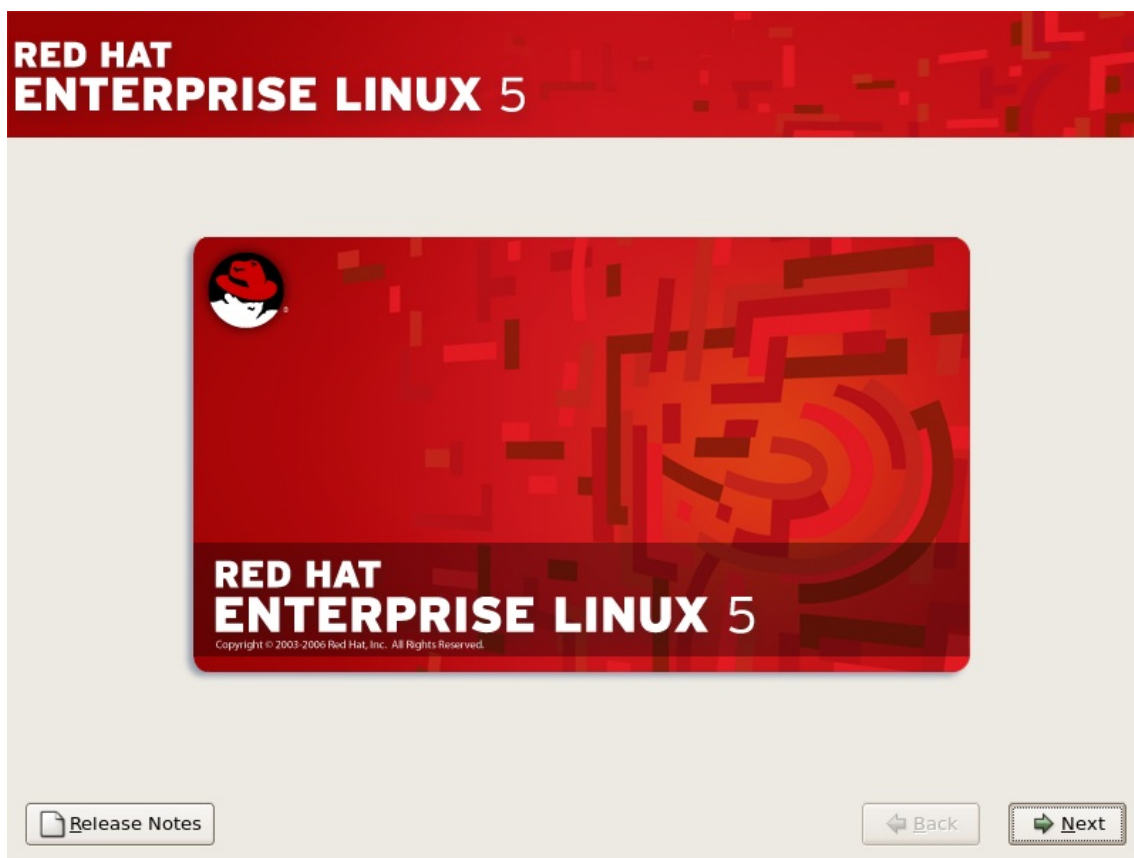 RED HAT
ENTERPRISE LINUX 5
RED HAT
ENTERPRISE LINUX 5
Copyright © 2003-2006 Red Hat, Inc. All Rights Reserved.
Release Notes
Back
Next